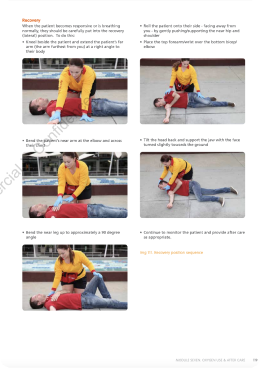 Recovery
When the patient becomes responsive or is breathing
normally, they should be carefully put into the recovery
(lateral) position. To do this:
• Kneel beside the patient and extend the patient's far
arm (the arm farthest from you) at a right angle to
their body
• Bend the patient's near arm at the elbow and across
their chest
• Bend the near leg up to approximately a 90 degree
angle
• Roll the patient onto their side - facing away from
you - by gently pushing/supporting the near hip and
shoulder
• Place the top forearm/wrist over the bottom bicep/
elbow
• Tilt the head back and support the jaw with the face
turned slightly towards the ground
• Continue to monitor the patient and provide after care
as appropriate.
Recovery position sequence
19